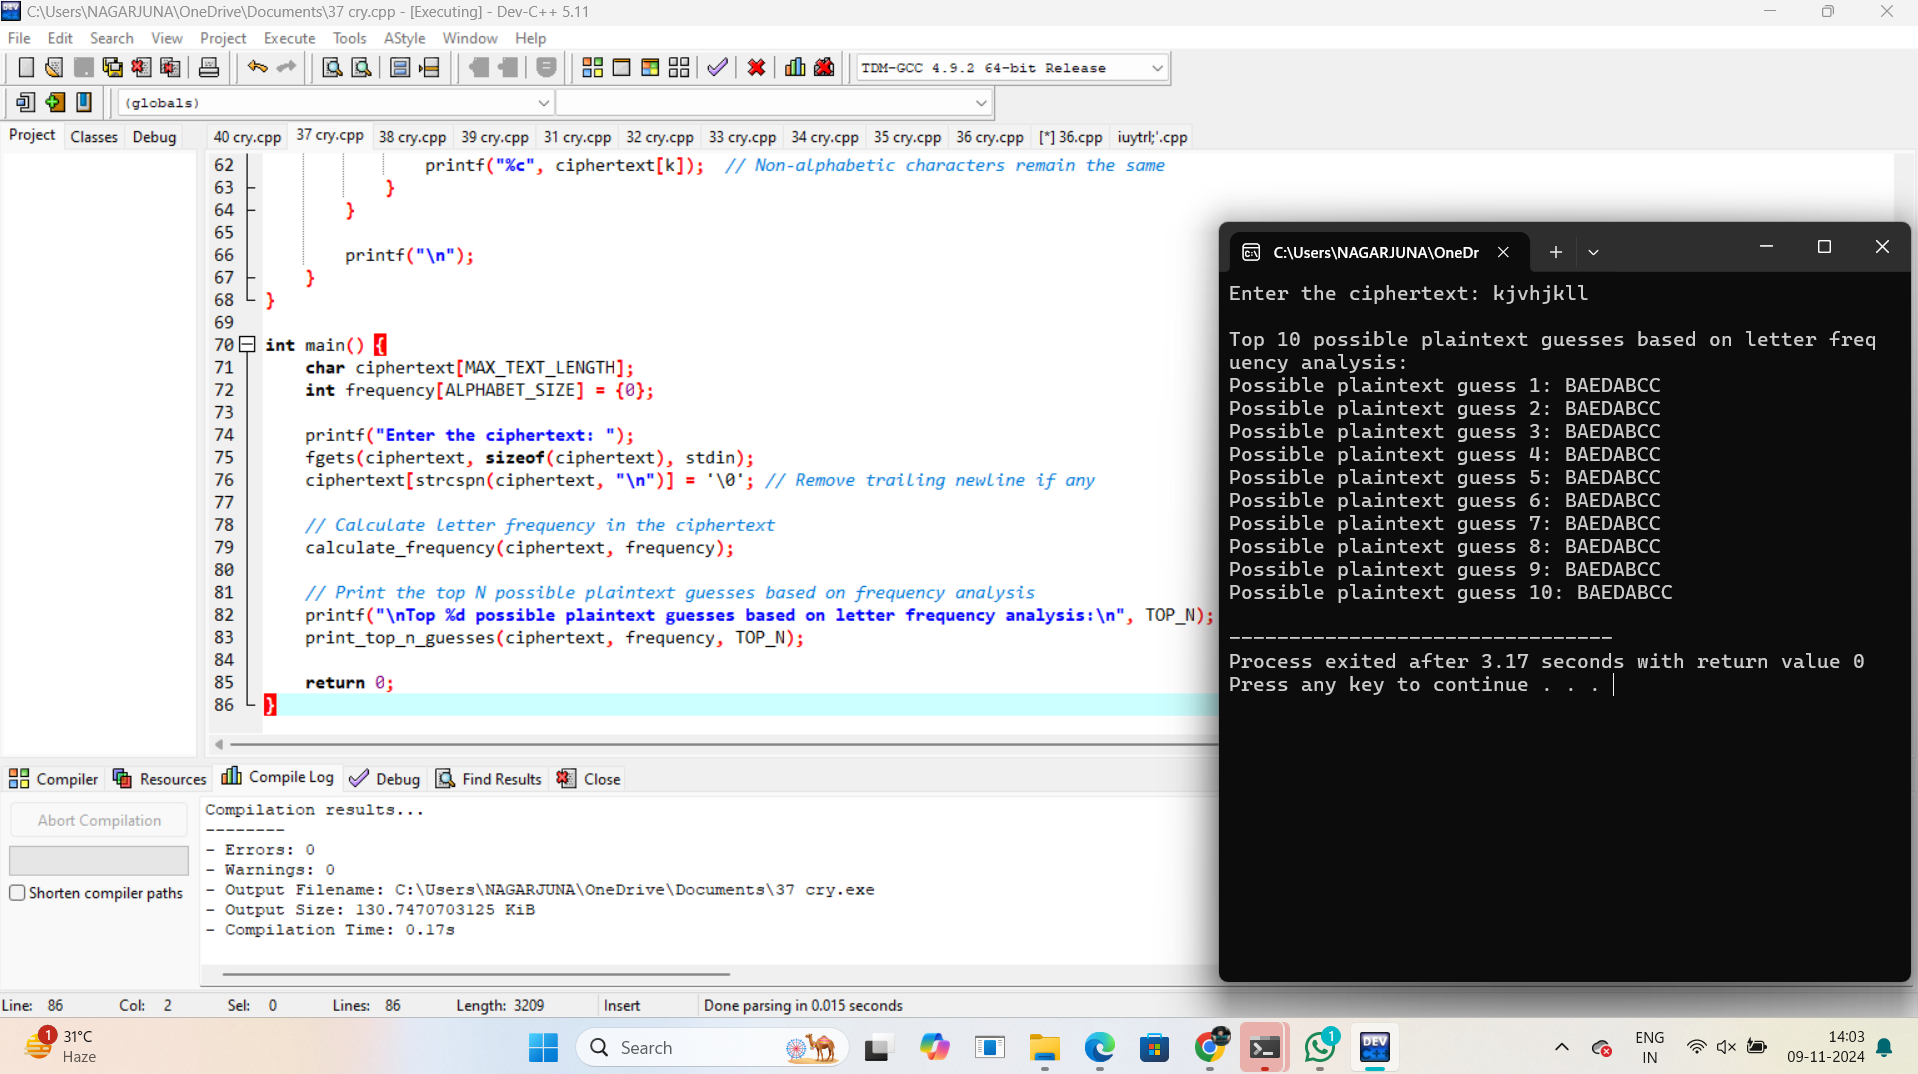 C:\Users\NAGARJUNA\OneDrive\Documents\37 cry.cpp - [Executing] - Dev-C++ 5.11
File Edit Search View Project Execute Tools AStyle Window Help
TDM-GCC 4.9.2 64-bit Release
(globals)
Project Classes Debug
40 cry.cpp 37 cry.cpp 38 cry.cpp 39 cry.cpp 31 cry.cpp 32 cry.cpp 33 cry.cpp 34 cry.cpp 35 cry.cpp 36 cry.cpp [*] 36.cpp iuytrl;'.cpp
62 printf("%c", ciphertext[k]); // Non-alphabetic characters remain the same
63 }
64 }
65
66 printf("\n");
67 }
68 }
69
70 int main() {
71 char ciphertext[MAX_TEXT_LENGTH];
72 int frequency[ALPHABET_SIZE] = {0};
73
74 printf("Enter the ciphertext: ");
75 fgets(ciphertext, sizeof(ciphertext), stdin);
76 ciphertext[strcspn(ciphertext, "\n")] = '\0'; // Remove trailing newline if any
77
78 // Calculate letter frequency in the ciphertext
79 calculate_frequency(ciphertext, frequency);
80
81 // Print the top N possible plaintext guesses based on frequency analysis
82 printf("\nTop %d possible plaintext guesses based on letter frequency analysis:\n", TOP_N);
83 print_top_n_guesses(ciphertext, frequency, TOP_N);
84
85 return 0;
86 }
C:\Users\NAGARJUNA\OneDr
Enter the ciphertext: kjvhjkll
Top 10 possible plaintext guesses based on letter freq
uency analysis:
Possible plaintext guess 1: BAEDABCC
Possible plaintext guess 2: BAEDABCC
Possible plaintext guess 3: BAEDABCC
Possible plaintext guess 4: BAEDABCC
Possible plaintext guess 5: BAEDABCC
Possible plaintext guess 6: BAEDABCC
Possible plaintext guess 7: BAEDABCC
Possible plaintext guess 8: BAEDABCC
Possible plaintext guess 9: BAEDABCC
Possible plaintext guess 10: BAEDABCC
--------------------------------
Process exited after 3.17 seconds with return value 0
Press any key to continue . . .
Compiler Resources Compile Log Debug Find Results Close
Abort Compilation
Shorten compiler paths
Compilation results...
--------
- Errors: 0
- Warnings: 0
- Output Filename: C:\Users\NAGARJUNA\OneDrive\Documents\37 cry.exe
- Output Size: 130.7470703125 KiB
- Compilation Time: 0.17s
Line: 86 Col: 2 Sel: 0 Lines: 86 Length: 3209 Insert Done parsing in 0.015 seconds
1
31°C
Haze
Search
DEV
C++
1
ENG
IN
14:03
09-11-2024